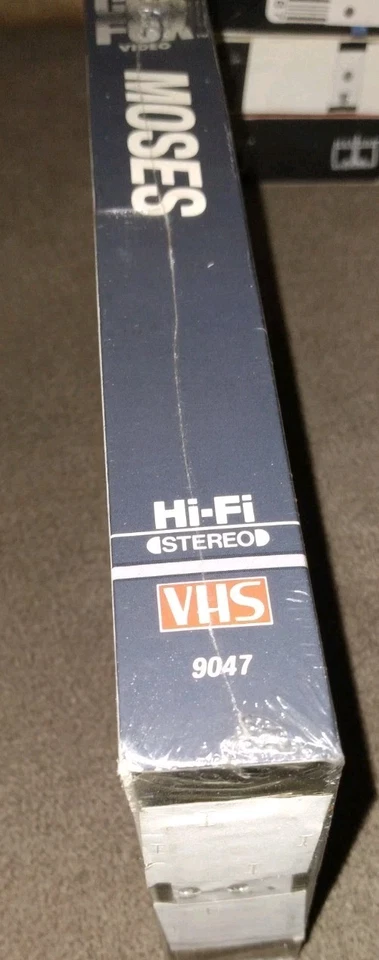 FOX
VIDEO
MOSES
Hi-Fi
STEREO
VHS
9047